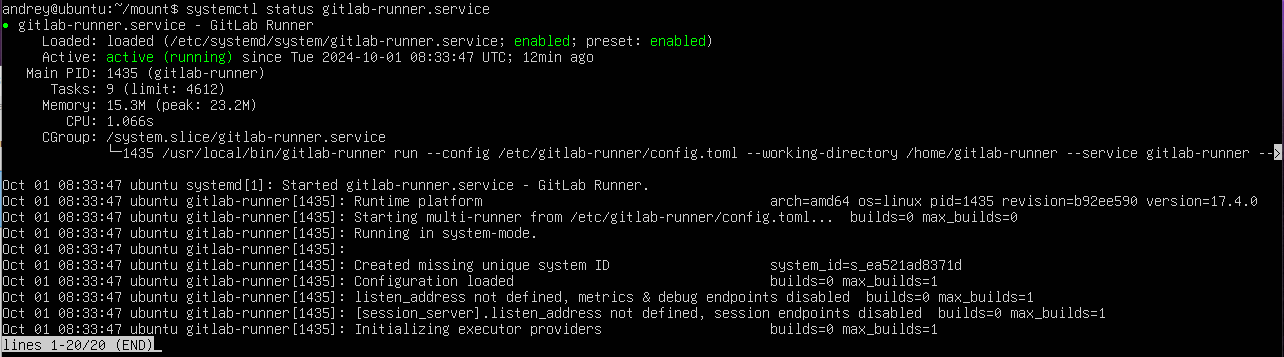 andrey@ubuntu:~/mount$ systemctl status gitlab-runner.service
● gitlab-runner.service - GitLab Runner
     Loaded: loaded (/etc/systemd/system/gitlab-runner.service; enabled; preset: enabled)
     Active: active (running) since Tue 2024-10-01 08:33:47 UTC; 12min ago
   Main PID: 1435 (gitlab-runner)
      Tasks: 9 (limit: 4612)
     Memory: 15.3M (peak: 23.2M)
        CPU: 1.066s
     CGroup: /system.slice/gitlab-runner.service
             └─1435 /usr/local/bin/gitlab-runner run --config /etc/gitlab-runner/config.toml --working-directory /home/gitlab-runner --service gitlab-runner -->

Oct 01 08:33:47 ubuntu systemd[1]: Started gitlab-runner.service - GitLab Runner.
Oct 01 08:33:47 ubuntu gitlab-runner[1435]: Runtime platform                                    arch=amd64 os=linux pid=1435 revision=b92ee590 version=17.4.0
Oct 01 08:33:47 ubuntu gitlab-runner[1435]: Starting multi-runner from /etc/gitlab-runner/config.toml...  builds=0 max_builds=0
Oct 01 08:33:47 ubuntu gitlab-runner[1435]: Running in system-mode.
Oct 01 08:33:47 ubuntu gitlab-runner[1435]:
Oct 01 08:33:47 ubuntu gitlab-runner[1435]: Created missing unique system ID                    system_id=s_ea521ad8371d
Oct 01 08:33:47 ubuntu gitlab-runner[1435]: Configuration loaded                                builds=0 max_builds=1
Oct 01 08:33:47 ubuntu gitlab-runner[1435]: listen_address not defined, metrics & debug endpoints disabled  builds=0 max_builds=1
Oct 01 08:33:47 ubuntu gitlab-runner[1435]: [session_server].listen_address not defined, session endpoints disabled  builds=0 max_builds=1
Oct 01 08:33:47 ubuntu gitlab-runner[1435]: Initializing executor providers                     builds=0 max_builds=1
lines 1-20/20 (END)